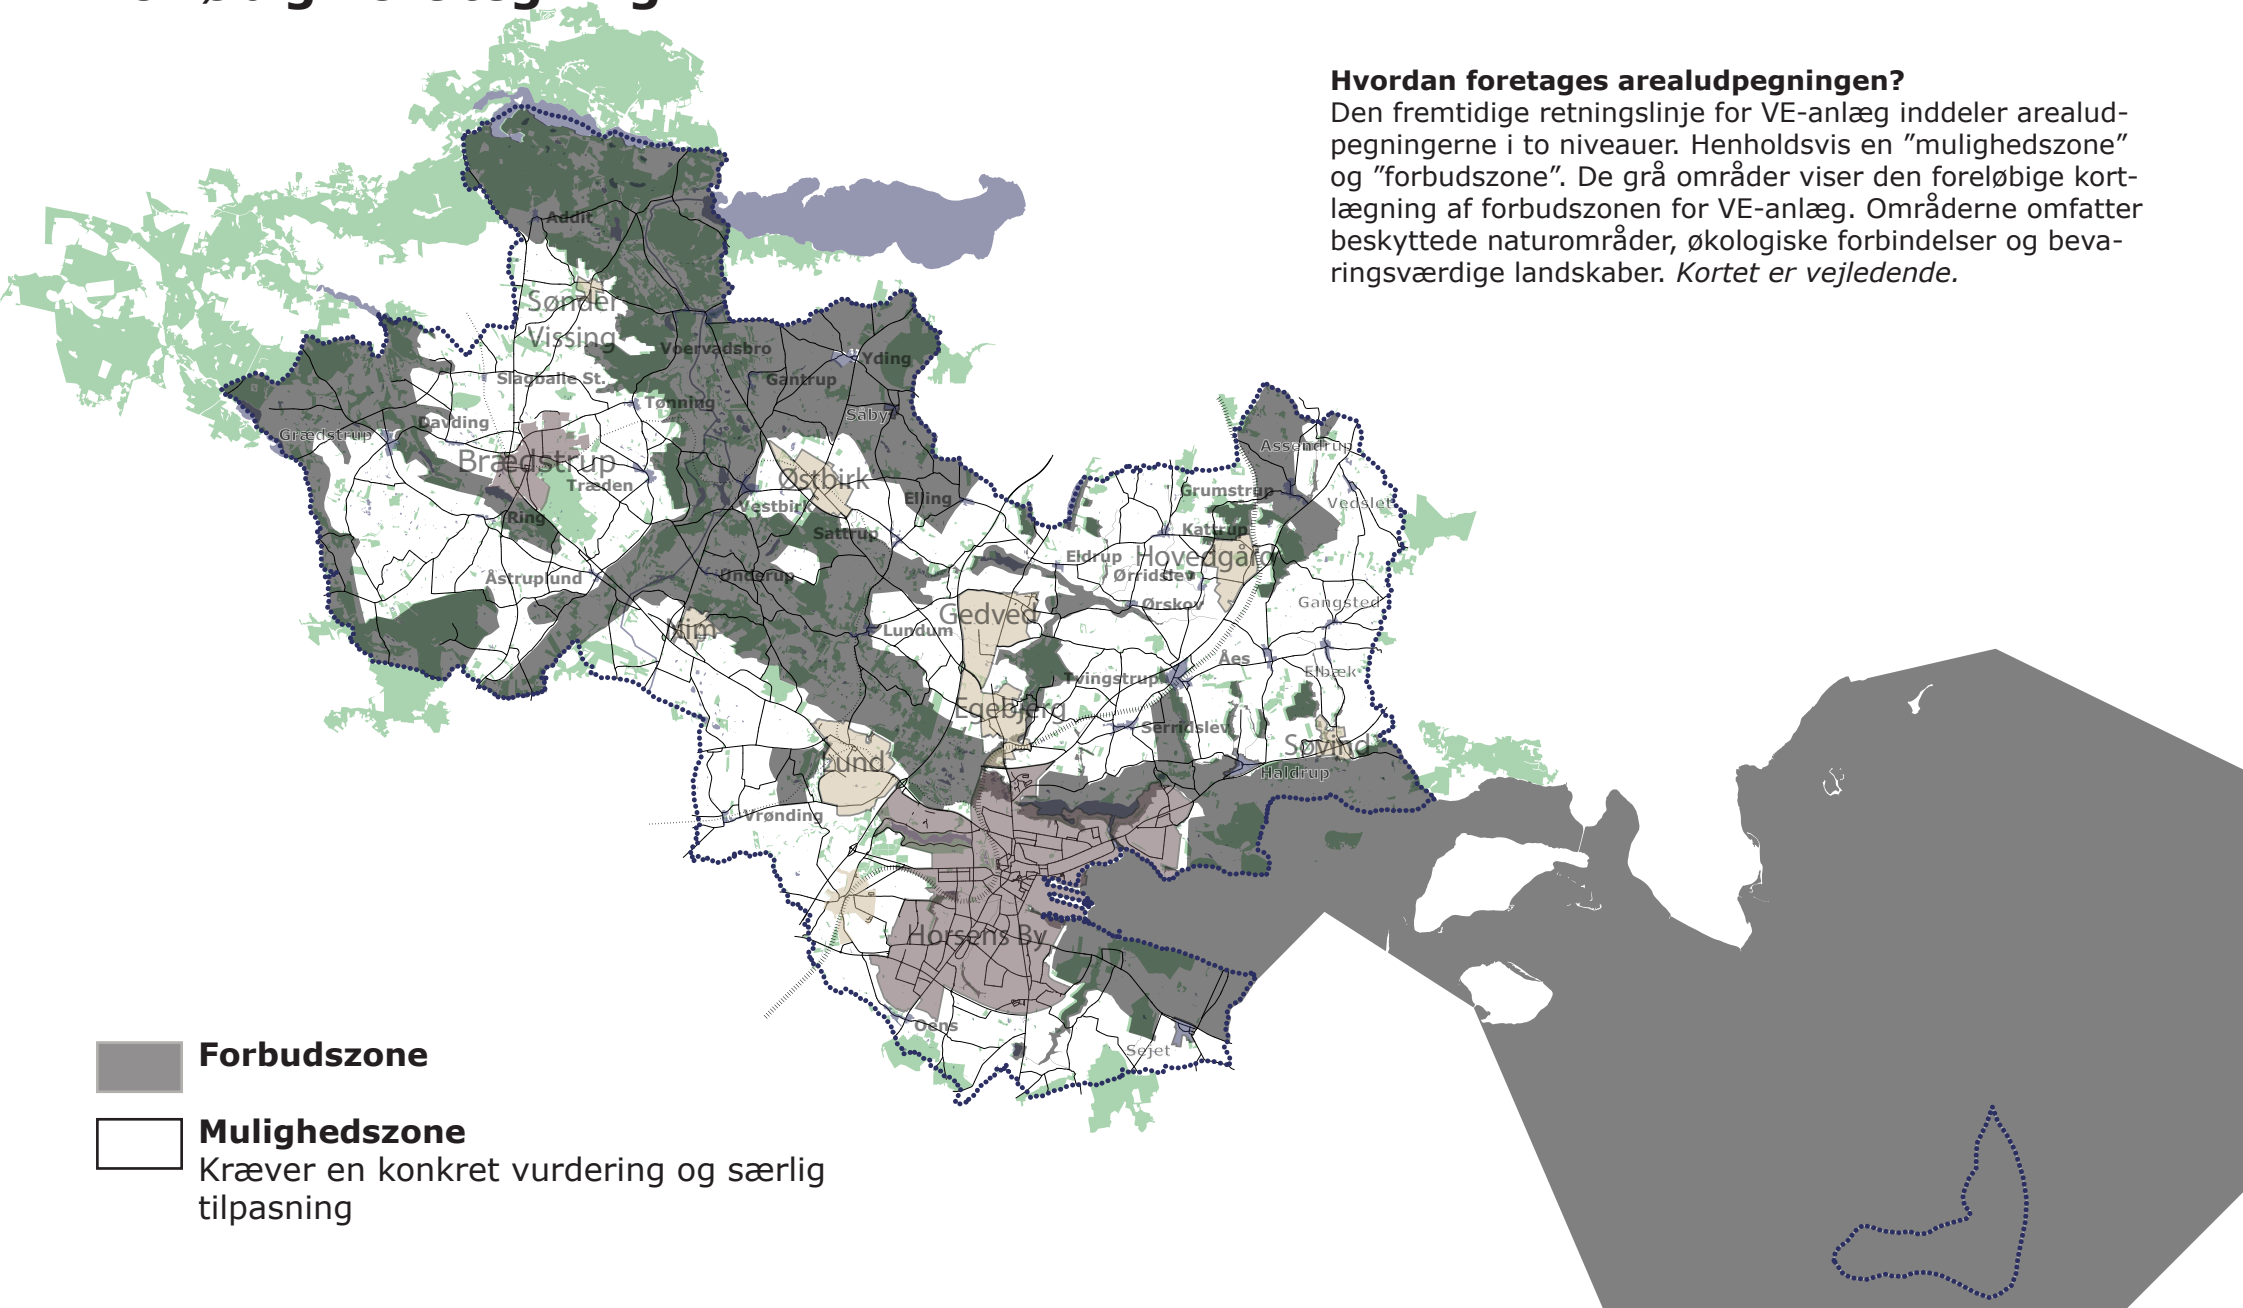 Hvordan foretages arealudpegningen?
Den fremtidige retningslinje for VE-anlæg inddeler arealud-
pegningerne i to niveauer. Henholdsvis en ”mulighedszone”
og ”forbudszone”. De grå områder viser den foreløbige kort-
lægning af forbudszonen for VE-anlæg. Områderne omfatter
beskyttede naturområder, økologiske forbindelser og beva-
ringsværdige landskaber. Kortet er vejledende.
Addit
Sønder
Vissing
Voervadsbro
Yding
Slagballe St.
Gantrup
Tønning
Såby
Davding
Grædstrup
Assendrup
Brædstrup
Træden
Østbirk
Elling
Grumstrup
Vedslet
Vestbirk
Ring
Sattrup
Kattrup
Eldrup
Hovedgård
Åstruplund
Underup
Ørridslev
Ørskov
Gangsted
Gedved
Nim
Lundum
Åes
Elbæk
Tvingstrup
Egebjerg
Serridslev
Søvind
Lund
Haldrup
Vrønding
Horsens By
Oens
Sejet
Forbudszone
Mulighedszone
Kræver en konkret vurdering og særlig
tilpasning